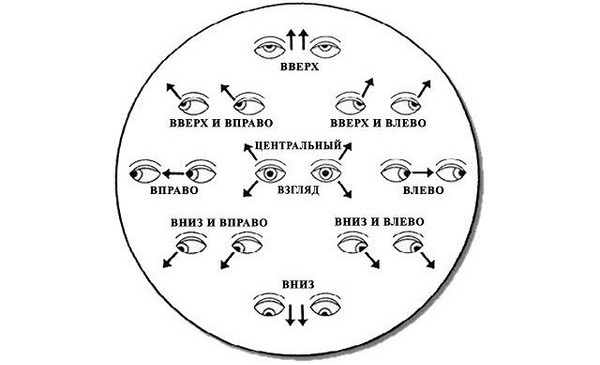 ВВЕРХ
ВВЕРХ И ВПРАВО
ВВЕРХ И ВЛЕВО
ЦЕНТРАЛЬНЫЙ
ВЗГЛЯД
ВПРАВО
ВЛЕВО
ВНИЗ И ВПРАВО
ВНИЗ И ВЛЕВО
ВНИЗ